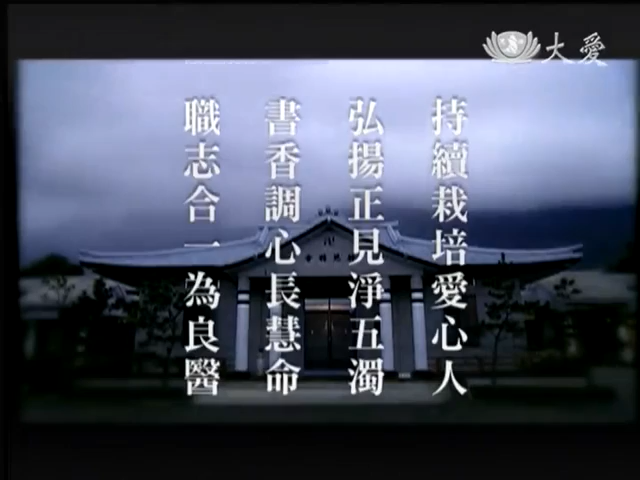 大愛
持續栽培愛心人
弘揚正見淨五濁
書香調心長慧命
職志合一為良醫